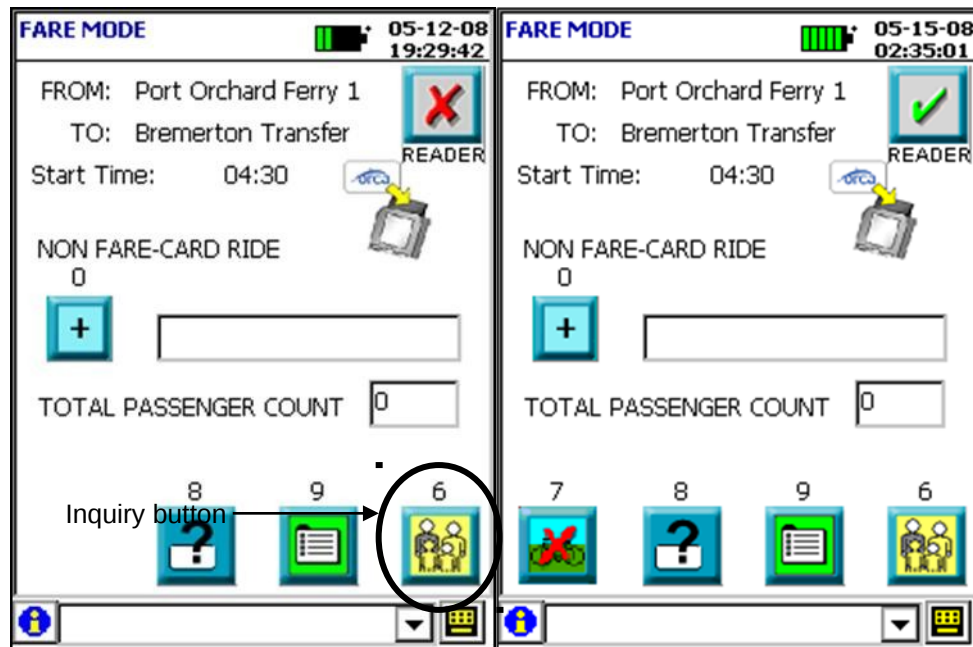 FARE MODE
05-12-08
19:29:42
FROM: Port Orchard Ferry 1
TO: Bremerton Transfer
READER
Start Time: 04:30
orca
NON FARE-CARD RIDE
0
+
TOTAL PASSENGER COUNT 0
8 9 6
Inquiry button
?
FARE MODE
05-15-08
02:35:01
FROM: Port Orchard Ferry 1
TO: Bremerton Transfer
READER
Start Time: 04:30
orca
NON FARE-CARD RIDE
0
+
TOTAL PASSENGER COUNT 0
7 8 9 6
?